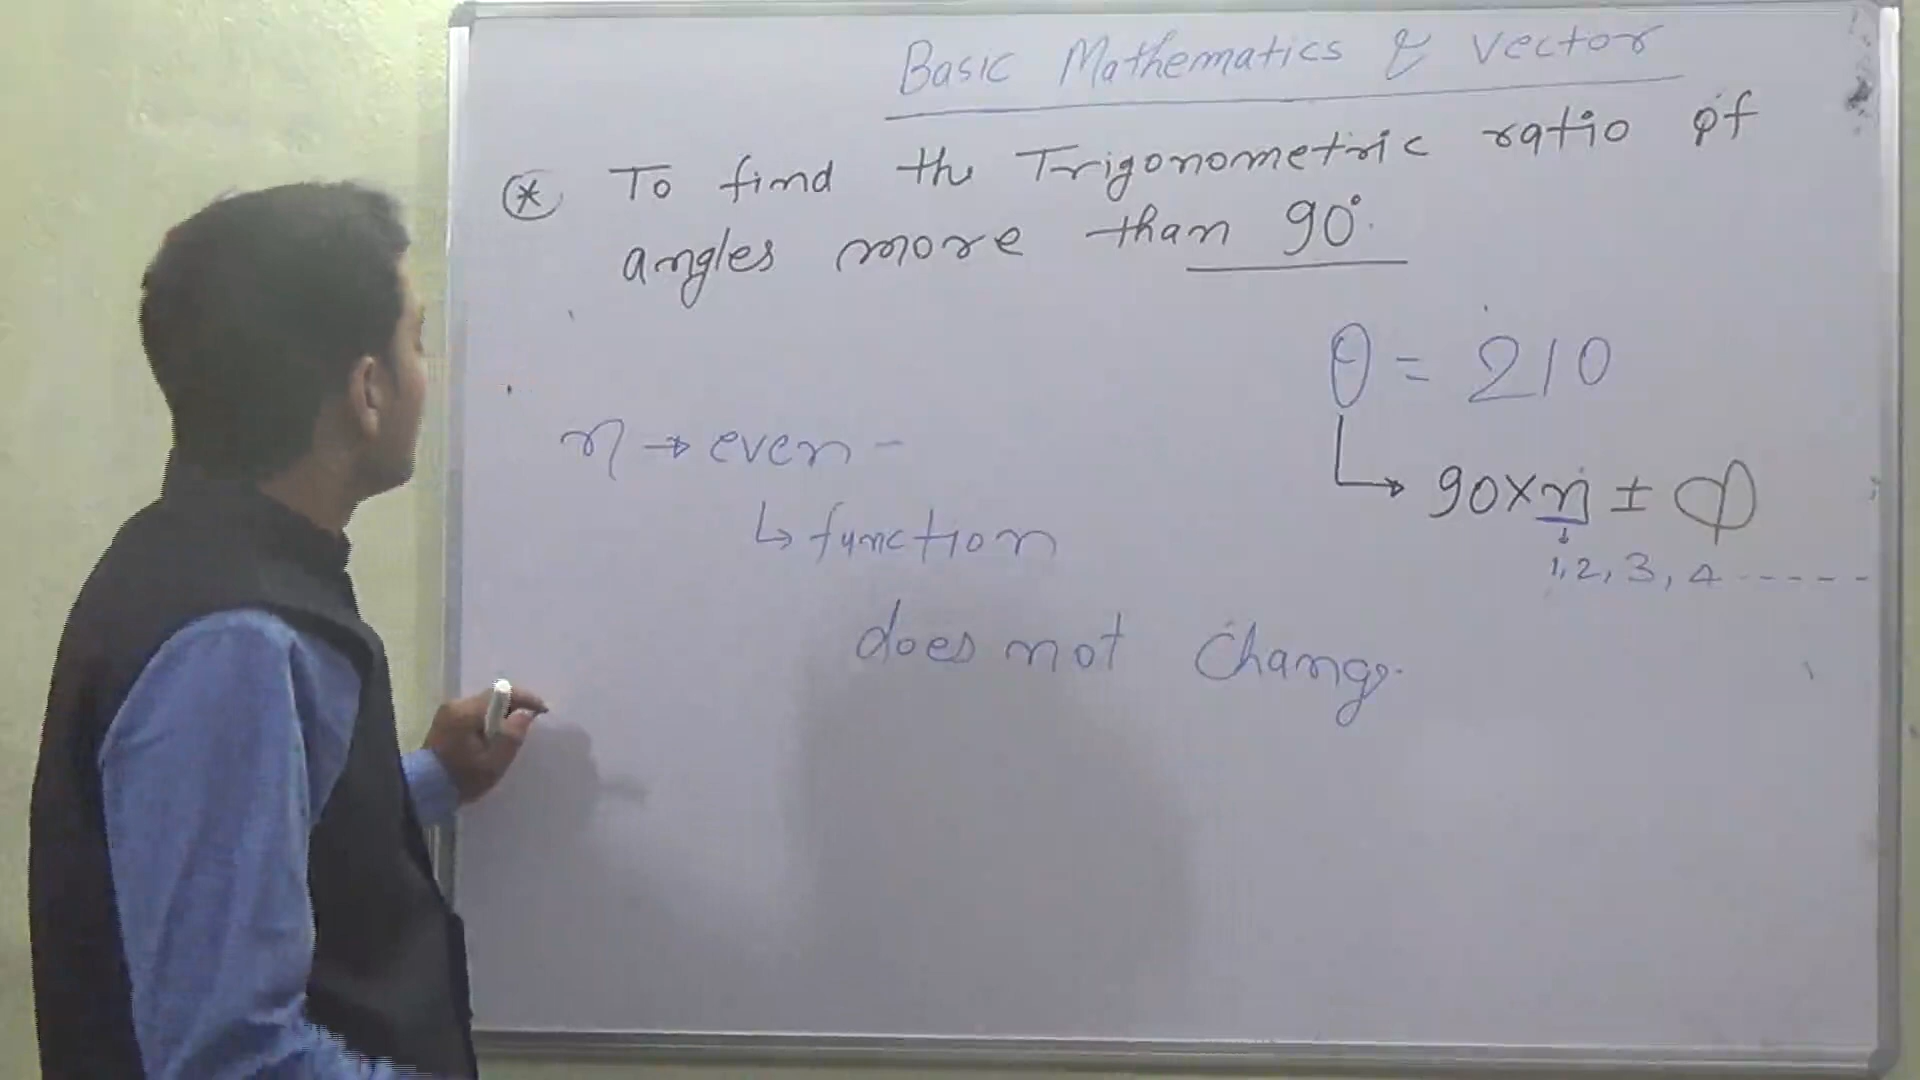 Basic Mathematics & Vector
* To find the Trigonometric ratio of
angles more than 90°.
θ = 210
n → even -
↳ 90×n ± φ
↳ function
↓
1, 2, 3, 4 -----
does not change.